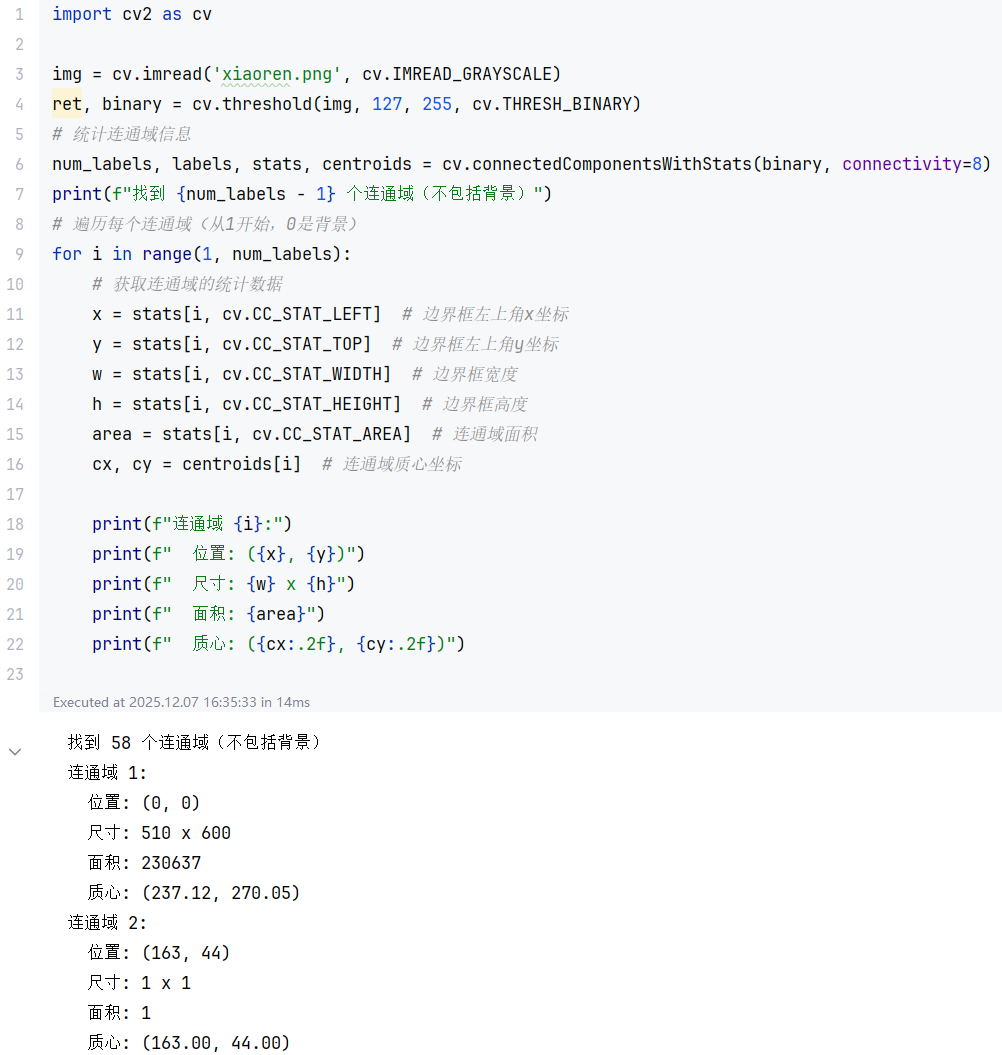 1 import cv2 as cv
2
3 img = cv.imread('xiaoren.png', cv.IMREAD_GRAYSCALE)
4 ret, binary = cv.threshold(img, 127, 255, cv.THRESH_BINARY)
5 # 统计连通域信息
6 num_labels, labels, stats, centroids = cv.connectedComponentsWithStats(binary, connectivity=8)
7 print(f"找到 {num_labels - 1} 个连通域（不包括背景）")
8 # 遍历每个连通域（从1开始，0是背景）
9 for i in range(1, num_labels):
10     # 获取连通域的统计数据
11     x = stats[i, cv.CC_STAT_LEFT]  # 边界框左上角x坐标
12     y = stats[i, cv.CC_STAT_TOP]  # 边界框左上角y坐标
13     w = stats[i, cv.CC_STAT_WIDTH]  # 边界框宽度
14     h = stats[i, cv.CC_STAT_HEIGHT]  # 边界框高度
15     area = stats[i, cv.CC_STAT_AREA]  # 连通域面积
16     cx, cy = centroids[i]  # 连通域质心坐标
17
18     print(f"连通域 {i}:")
19     print(f"  位置: ({x}, {y})")
20     print(f"  尺寸: {w} x {h}")
21     print(f"  面积: {area}")
22     print(f"  质心: ({cx:.2f}, {cy:.2f})")
23
Executed at 2025.12.07 16:35:33 in 14ms
找到 58 个连通域（不包括背景）
连通域 1:
  位置: (0, 0)
  尺寸: 510 x 600
  面积: 230637
  质心: (237.12, 270.05)
连通域 2:
  位置: (163, 44)
  尺寸: 1 x 1
  面积: 1
  质心: (163.00, 44.00)